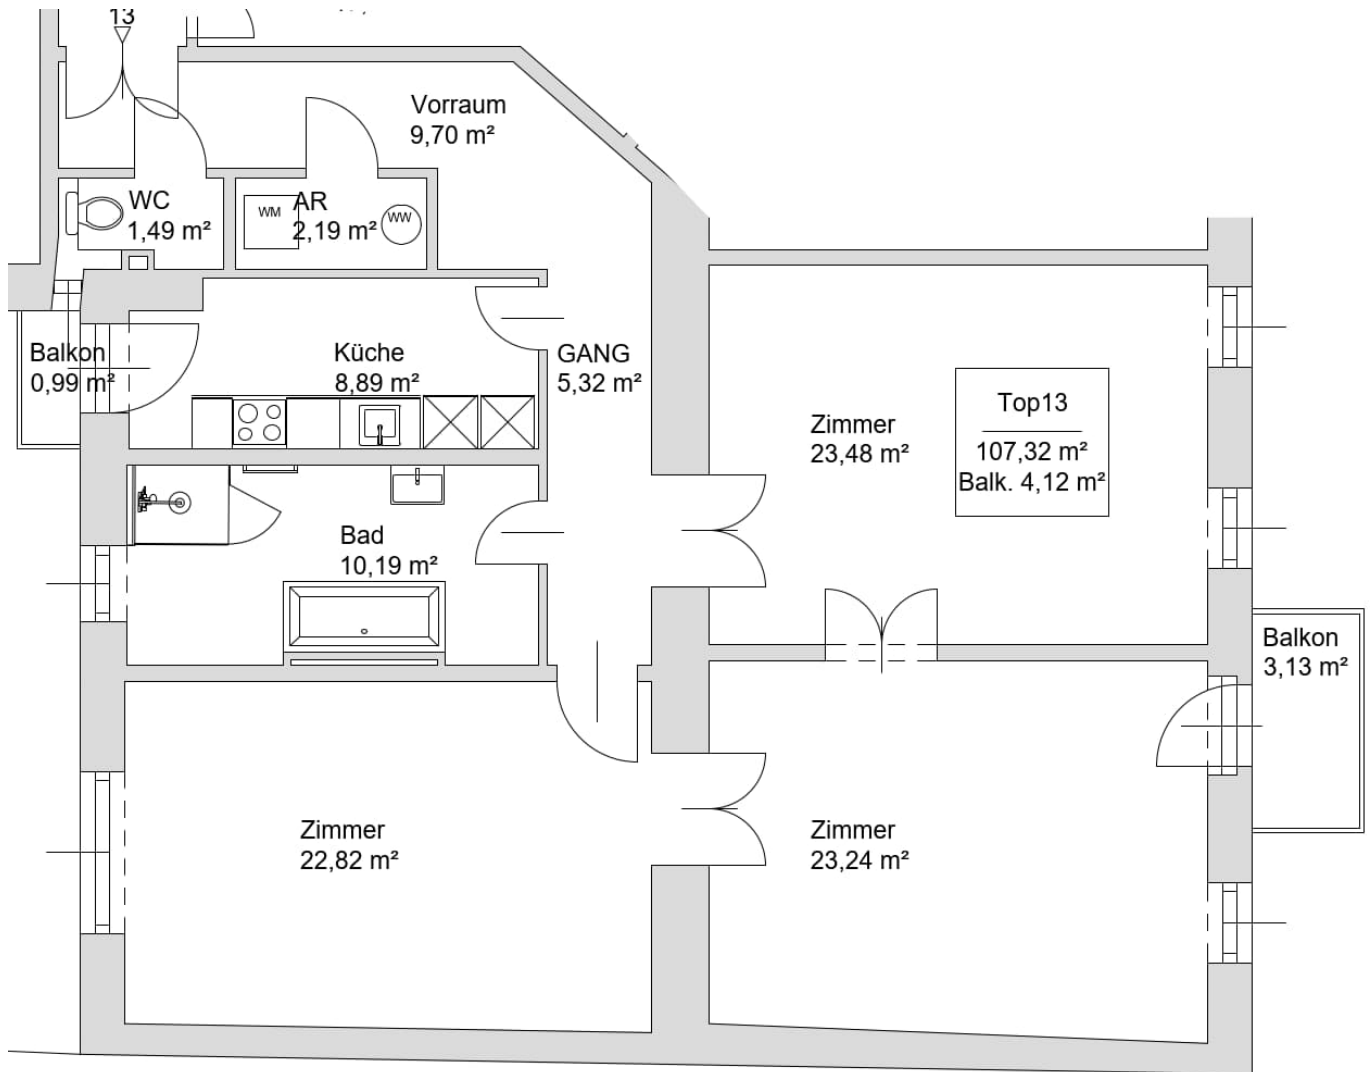 13
Vorraum
9,70 m²
WC
1,49 m²
WM
AR
2,19 m²
WW
Balkon
0,99 m²
Küche
8,89 m²
GANG
5,32 m²
Zimmer
23,48 m²
Top13
107,32 m²
Balk. 4,12 m²
Bad
10,19 m²
Balkon
3,13 m²
Zimmer
22,82 m²
Zimmer
23,24 m²